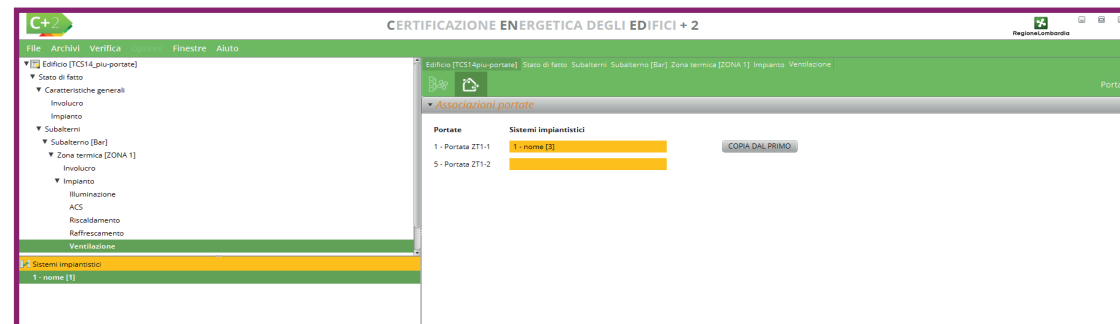 C+2
CERTIFICAZIONE ENERGETICA DEGLI EDIFICI + 2
RegioneLombardia
File Archivi Verifica Opzioni Finestre Aiuto
Edificio [TCS14_piu-portate]
Stato di fatto
Caratteristiche generali
Involucro
Impianto
Subalterni
Subalterno [Bar]
Zona termica [ZONA 1]
Involucro
Impianto
Illuminazione
ACS
Riscaldamento
Raffrescamento
Ventilazione
Sistemi impiantistici
1 - nome [1]
Edificio [TCS14piu-portate] Stato di fatto Subalterni Subalterno [Bar] Zona termica [ZONA 1] Impianto Ventilazione
Porta
Associazioni portate
Portate Sistemi impiantistici
1 - Portata ZT1-1 1 - nome [3] COPIA DAL PRIMO
5 - Portata ZT1-2